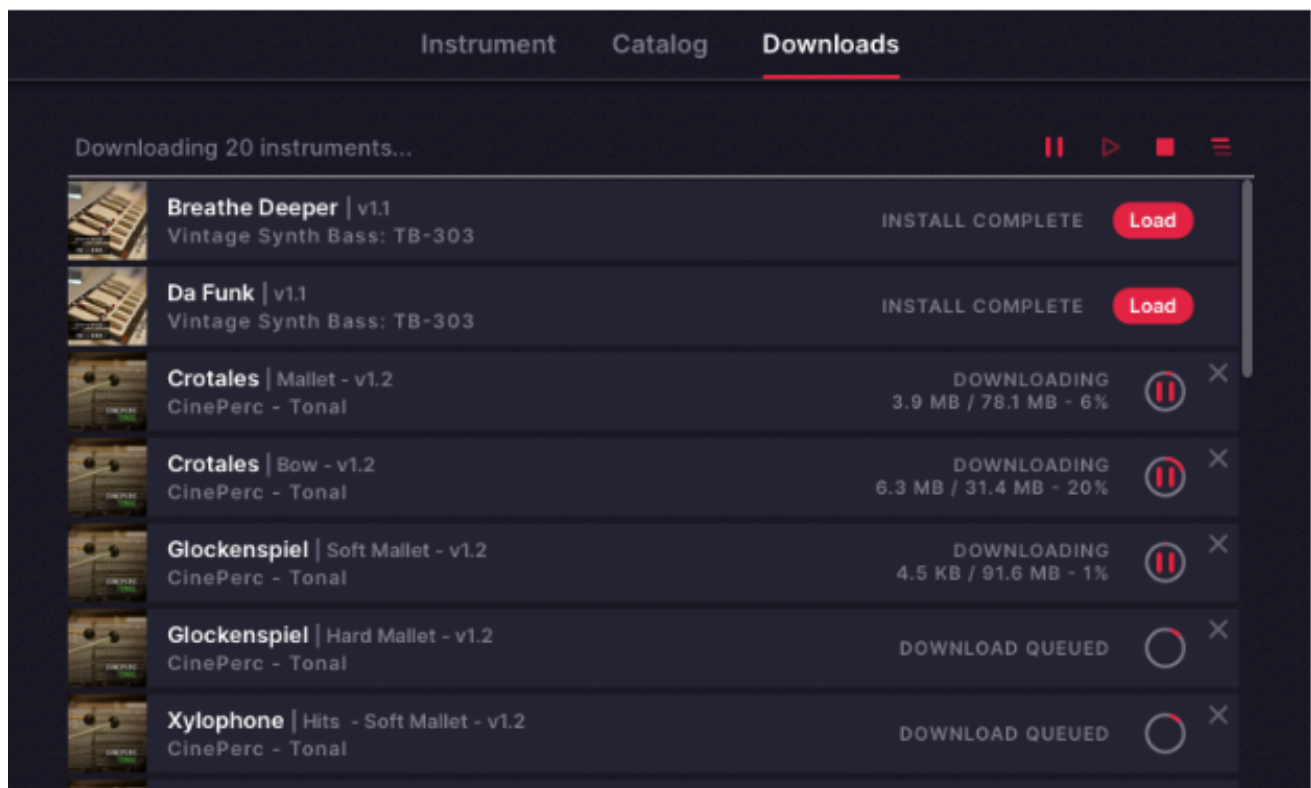 Instrument Catalog Downloads
Downloading 20 instruments...
Breathe Deeper | v1.1
Vintage Synth Bass: TB-303
INSTALL COMPLETE
Load
Da Funk | v1.1
Vintage Synth Bass: TB-303
INSTALL COMPLETE
Load
Crotales | Mallet - v1.2
CinePerc - Tonal
DOWNLOADING
3.9 MB / 78.1 MB - 6%
Crotales | Bow - v1.2
CinePerc - Tonal
DOWNLOADING
6.3 MB / 31.4 MB - 20%
Glockenspiel | Soft Mallet - v1.2
CinePerc - Tonal
DOWNLOADING
4.5 KB / 91.6 MB - 1%
Glockenspiel | Hard Mallet - v1.2
CinePerc - Tonal
DOWNLOAD QUEUED
Xylophone | Hits - Soft Mallet - v1.2
CinePerc - Tonal
DOWNLOAD QUEUED